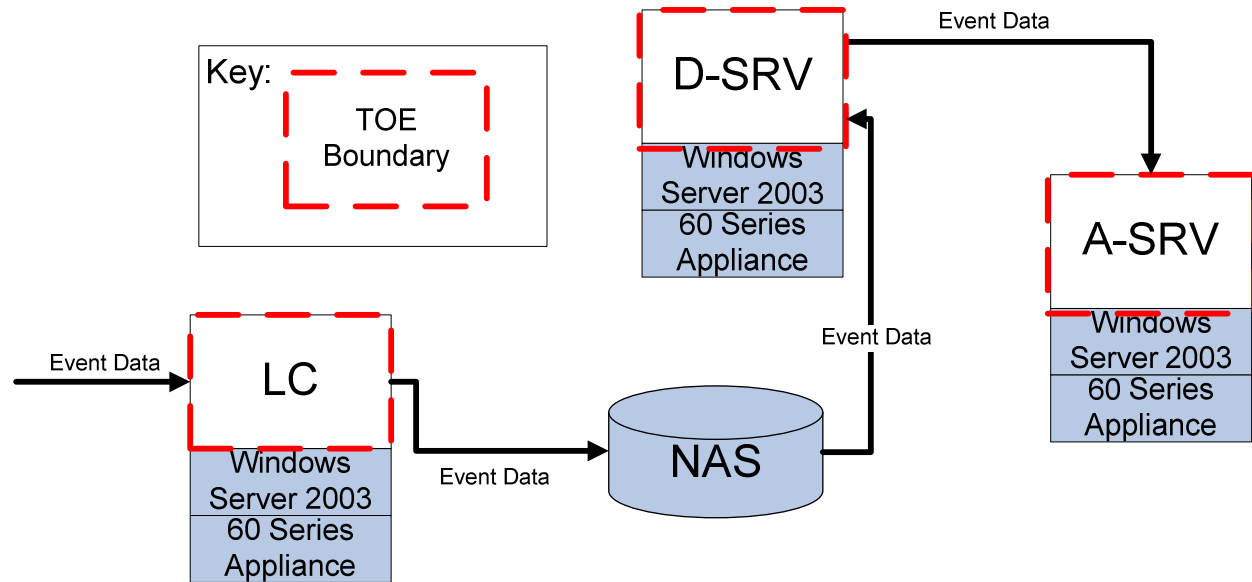 Key:
TOE
Boundary
D-SRV
Windows
Server 2003
60 Series
Appliance
Event Data
A-SRV
Windows
Server 2003
60 Series
Appliance
Event Data
LC
Windows
Server 2003
60 Series
Appliance
Event Data
NAS
Event Data